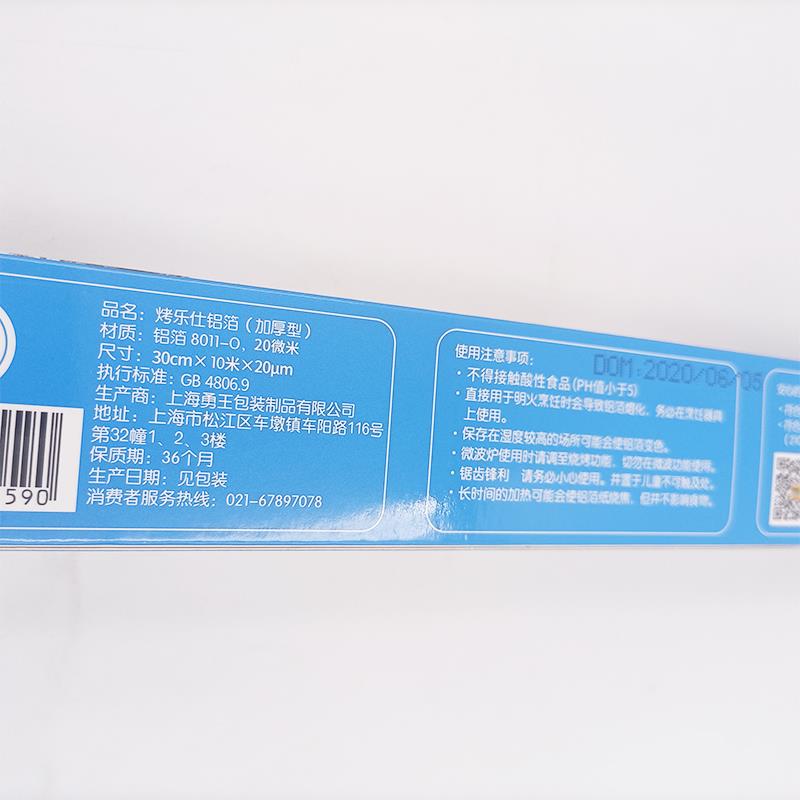 品名：烤乐仕铝箔（加厚型）
材质：铝箔 8011-O，20微米
尺寸：30cm×10米×20μm
执行标准：GB 4806.9
生产商：上海勇王包装制品有限公司
地址：上海市松江区车墩镇车阳路116号
第32幢1、2、3楼
保质期：36个月
生产日期：见包装
消费者服务热线：021-67897078
590
使用注意事项：
DOM:2020/06/05
·不得接触酸性食品(PH值小于5)
·直接用于明火烹饪时会导致铝箔熔化，务必在烹饪器具
上使用。
·保存在湿度较高的场所可能会使铝箔变色。
·微波炉使用时请调至烧烤功能，切勿在微波功能使用。
·锯齿锋利 请务必小心使用。并置于儿童不可触及处。
·长时间的加热可能会使铝箔纸烧焦，但并不影响食物。